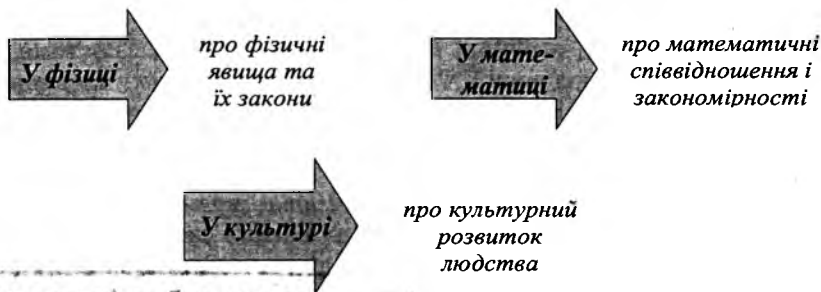 У фізиці
про фізичні
явища та
їх закони
У мате-
матиці
про математичні
співвідношення і
закономірності
У культурі
про культурний
розвиток
людства